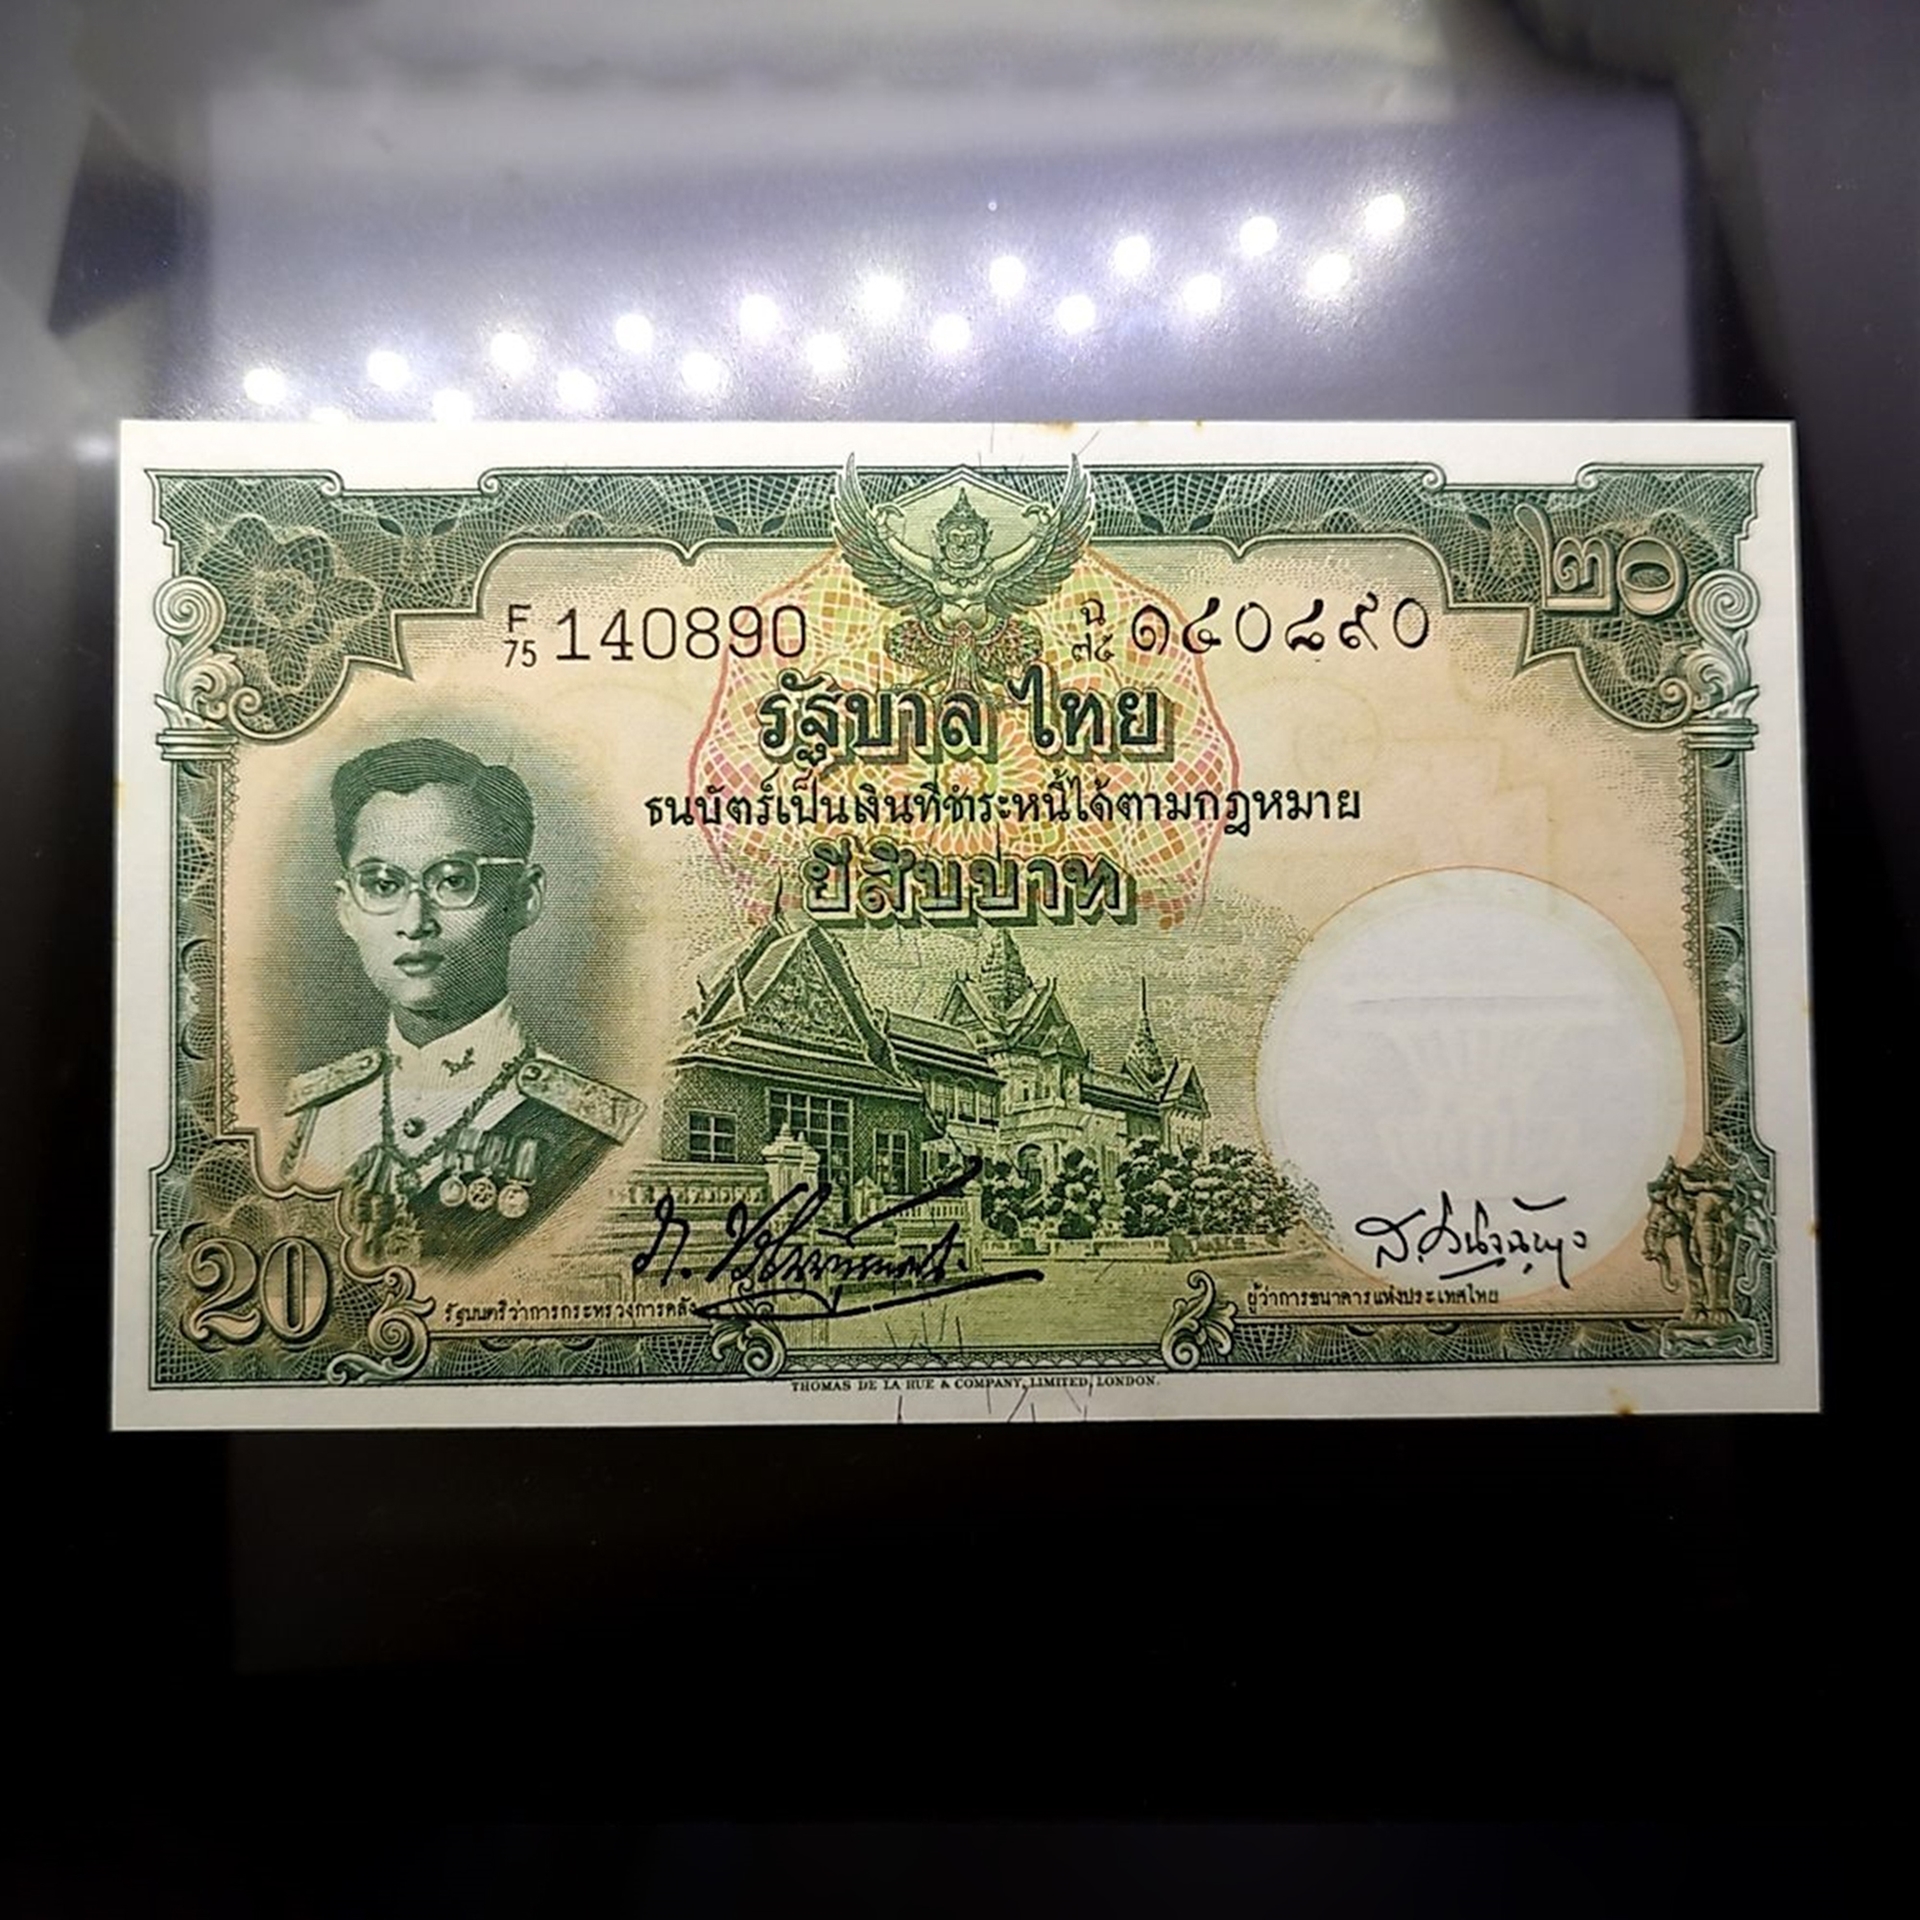 ๒๐
F/75 140890 ฉ/๗๕ ๑๔๐๘๙๐
รัฐบาลไทย
ธนบัตร์เป็นเงินที่ชำระหนี้ได้ตามกฎหมาย
ยี่สิบบาท
20
รัฐมนตรีว่าการกระทรวงการคลัง
ผู้ว่าการธนาคารแห่งประเทศไทย
THOMAS DE LA RUE & COMPANY, LIMITED, LONDON.